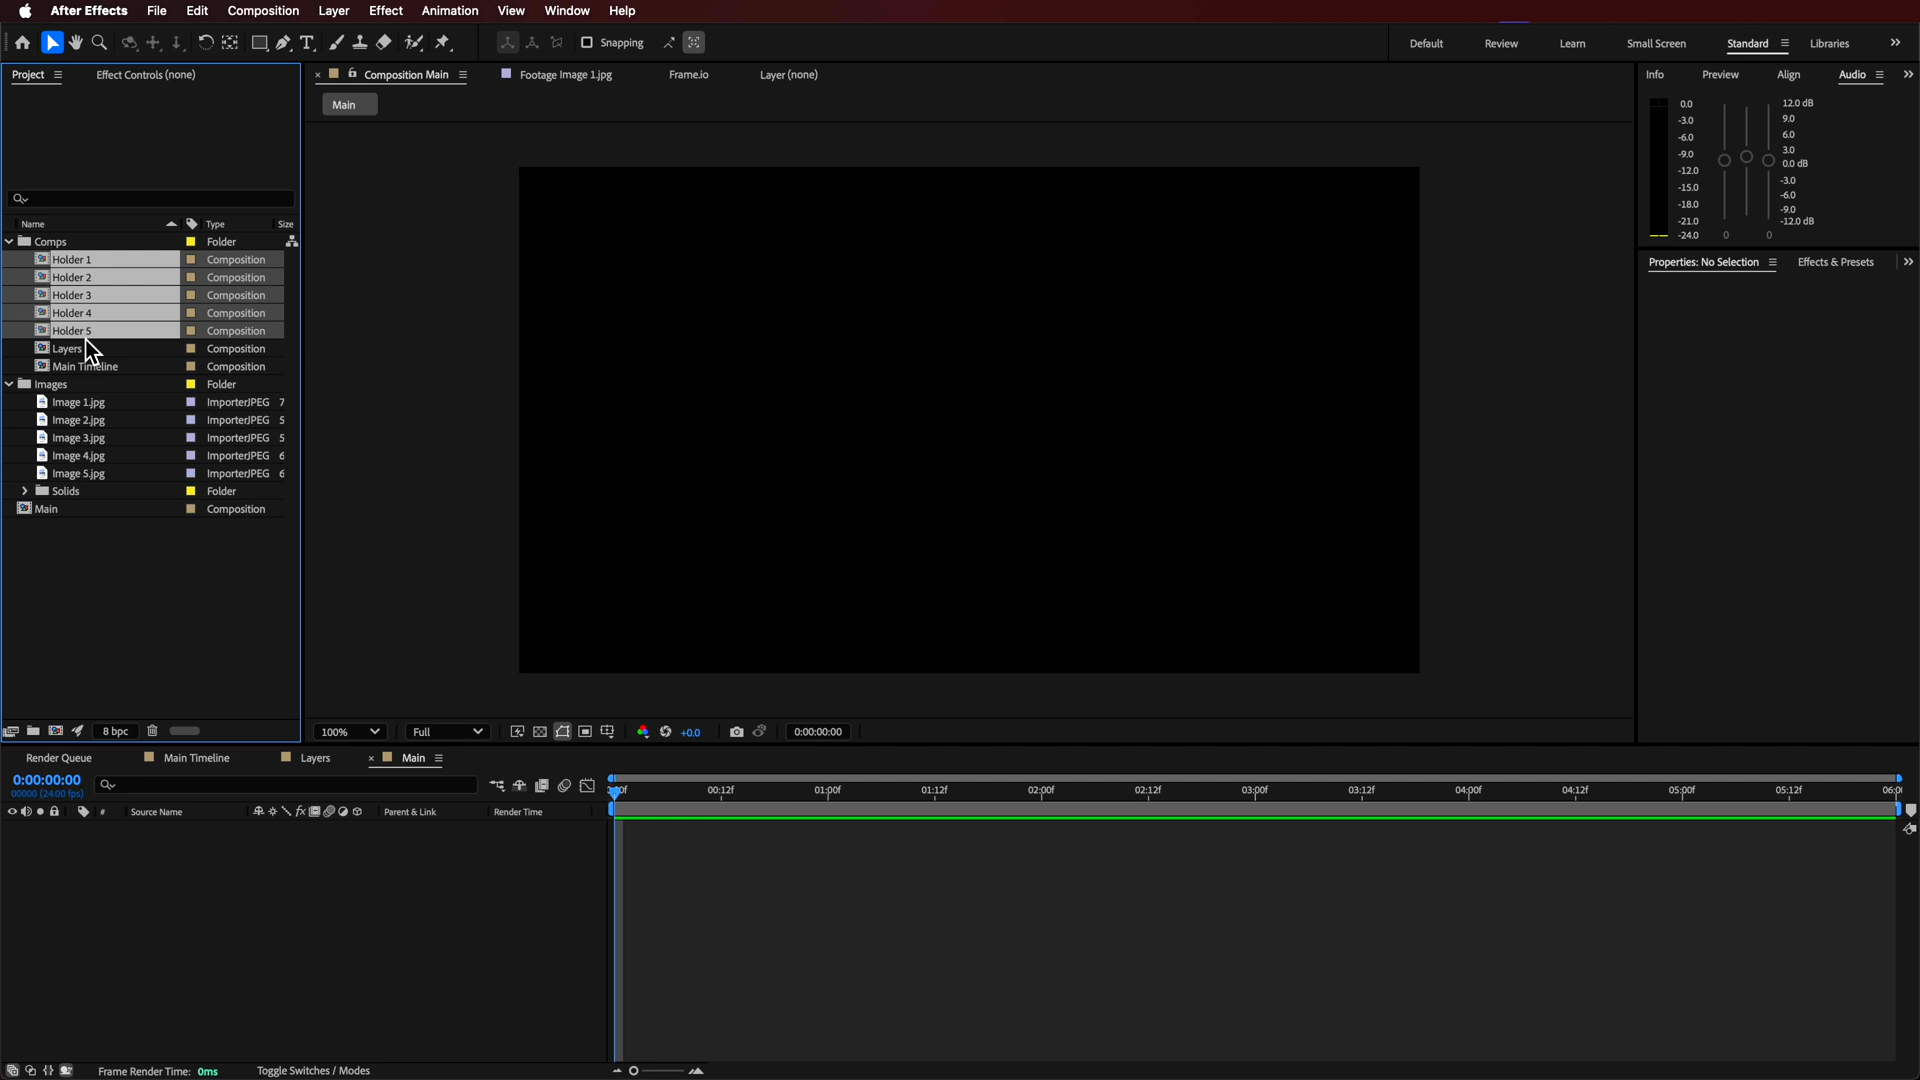 After Effects File Edit Composition Layer Effect Animation View Window Help
Snapping
Default Review Learn Small Screen Standard Libraries
Project Effect Controls (none)
Composition Main Footage Image 1.jpg Frame.io Layer (none)
Info Preview Align Audio
Main
0.0 12.0 dB
-3.0 9.0
-6.0 6.0
-9.0 3.0
-12.0 0.0 dB
-15.0 -3.0
-18.0 -6.0
-21.0 -9.0
-24.0 0 0 -12.0 dB
Properties: No Selection Effects & Presets
Name Type Size
Comps Folder
Holder 1 Composition
Holder 2 Composition
Holder 3 Composition
Holder 4 Composition
Holder 5 Composition
Layers Composition
Main Timeline Composition
Images Folder
Image 1.jpg ImporterJPEG 7
Image 2.jpg ImporterJPEG 5
Image 3.jpg ImporterJPEG 5
Image 4.jpg ImporterJPEG 6
Image 5.jpg ImporterJPEG 6
Solids Folder
Main Composition
8 bpc
100% Full +0.0 0:00:00:00
Render Queue Main Timeline Layers Main
0:00:00:00
00000 (24.00 fps)
00:12f 01:00f 01:12f 02:00f 02:12f 03:00f 03:12f 04:00f 04:12f 05:00f 05:12f
# Source Name fx Parent & Link Render Time
Frame Render Time: 0ms Toggle Switches / Modes